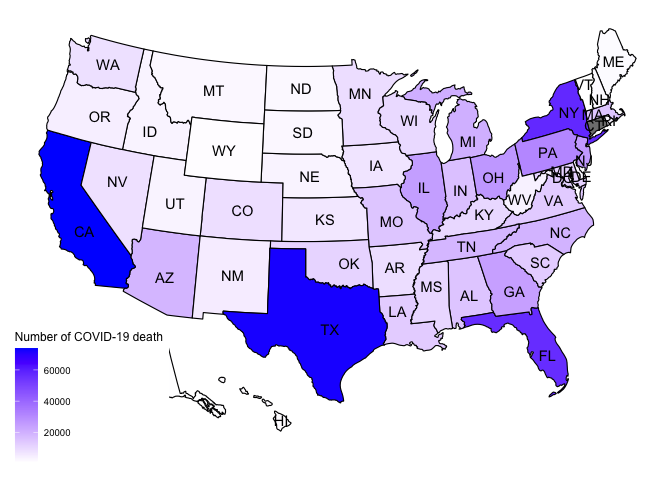 ME
WA
VT
MT
ND
MN
NH
OR
NY
MA
WI
ID
SD
MI
WY
PA
IA
NE
OH
NV
IL
IN
DE
UT
CO
WV
VA
KS
MO
KY
CA
NC
TN
OK
AZ
NM
AR
SC
MS
AL
GA
LA
TX
Number of COVID-19 death
FL
60000
40000
20000
HI